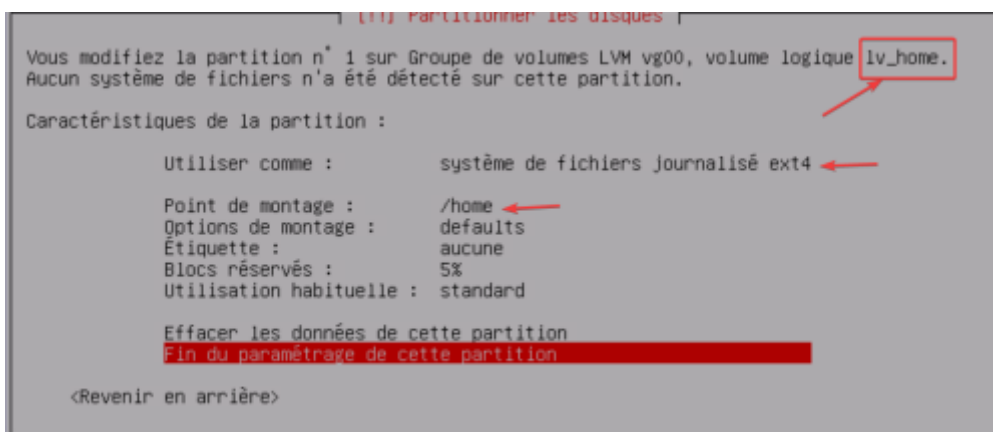 [!!] Partitionner les disques
Vous modifiez la partition n° 1 sur Groupe de volumes LVM vg00, volume logique lv_home.
Aucun système de fichiers n'a été détecté sur cette partition.
Caractéristiques de la partition :
Utiliser comme : système de fichiers journalisé ext4
Point de montage : /home
Options de montage : defaults
Étiquette : aucune
Blocs réservés : 5%
Utilisation habituelle : standard
Effacer les données de cette partition
Fin du paramétrage de cette partition
<Revenir en arrière>